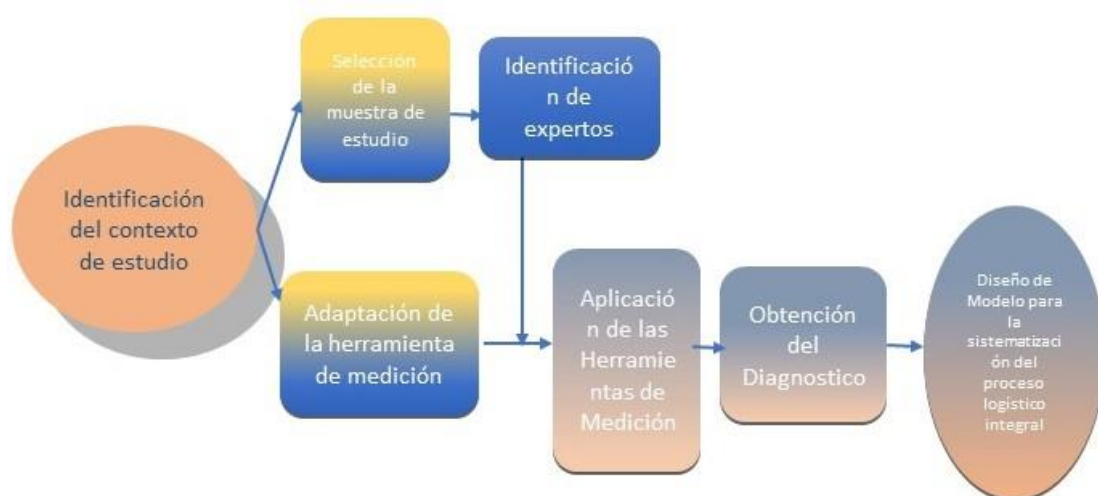 Identificación
del contexto
de estudio
Selección
de la
muestra de
estudio
Identificació
n de
expertos
Adaptación de
la herramienta
de medición
Aplicació
n de las
Herramie
ntas de
Medición
Obtención
del
Diagnostico
Diseño de
Modelo para
la
sistematizaci
ón del
proceso
logístico
integral